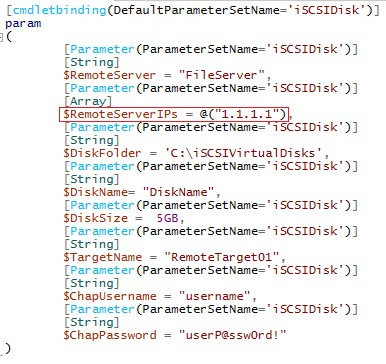 [cmdletbinding(DefaultParameterSetName='iSCSIDisk')]
param
(
[Parameter(ParameterSetName='iSCSIDisk')]
[String]
$RemoteServer = "FileServer",
[Parameter(ParameterSetName='iSCSIDisk')]
[Array]
$RemoteServerIPs = @("1.1.1.1"),
[Parameter(ParameterSetName='iSCSIDisk')]
[String]
$DiskFolder = 'C:\iSCSIVirtualDisks',
[Parameter(ParameterSetName='iSCSIDisk')]
[String]
$DiskName= "DiskName",
[Parameter(ParameterSetName='iSCSIDisk')]
$DiskSize = 5GB,
[Parameter(ParameterSetName='iSCSIDisk')]
[String]
$TargetName = "RemoteTarget01",
[Parameter(ParameterSetName='iSCSIDisk')]
[String]
$ChapUsername = "username",
[Parameter(ParameterSetName='iSCSIDisk')]
[String]
$ChapPassword = "userP@ssw0rd!"
)